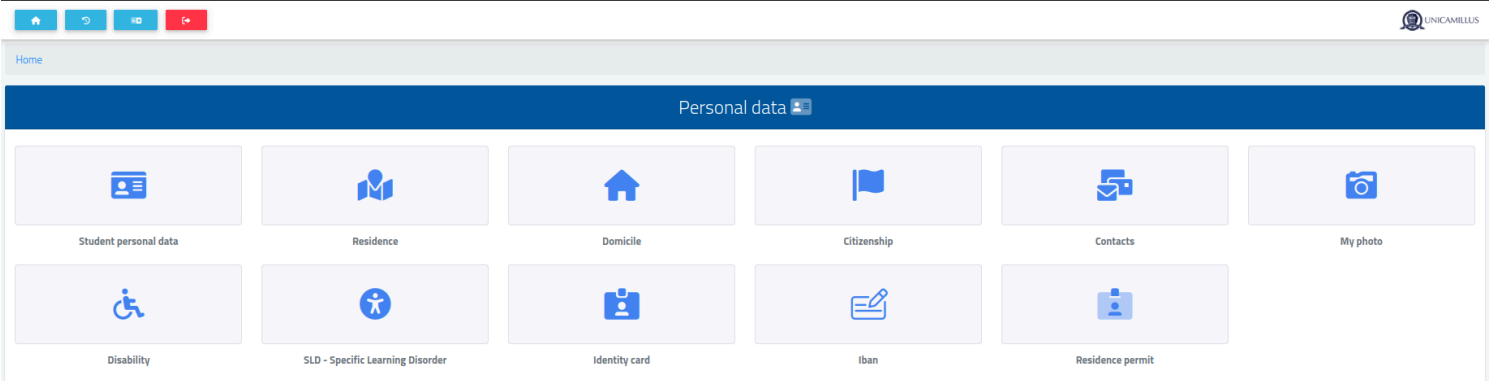 UNICAMILLUS
Home
Personal data
Student personal data
Residence
Domicile
Citizenship
Contacts
My photo
Disability
SLD - Specific Learning Disorder
Identity card
Iban
Residence permit